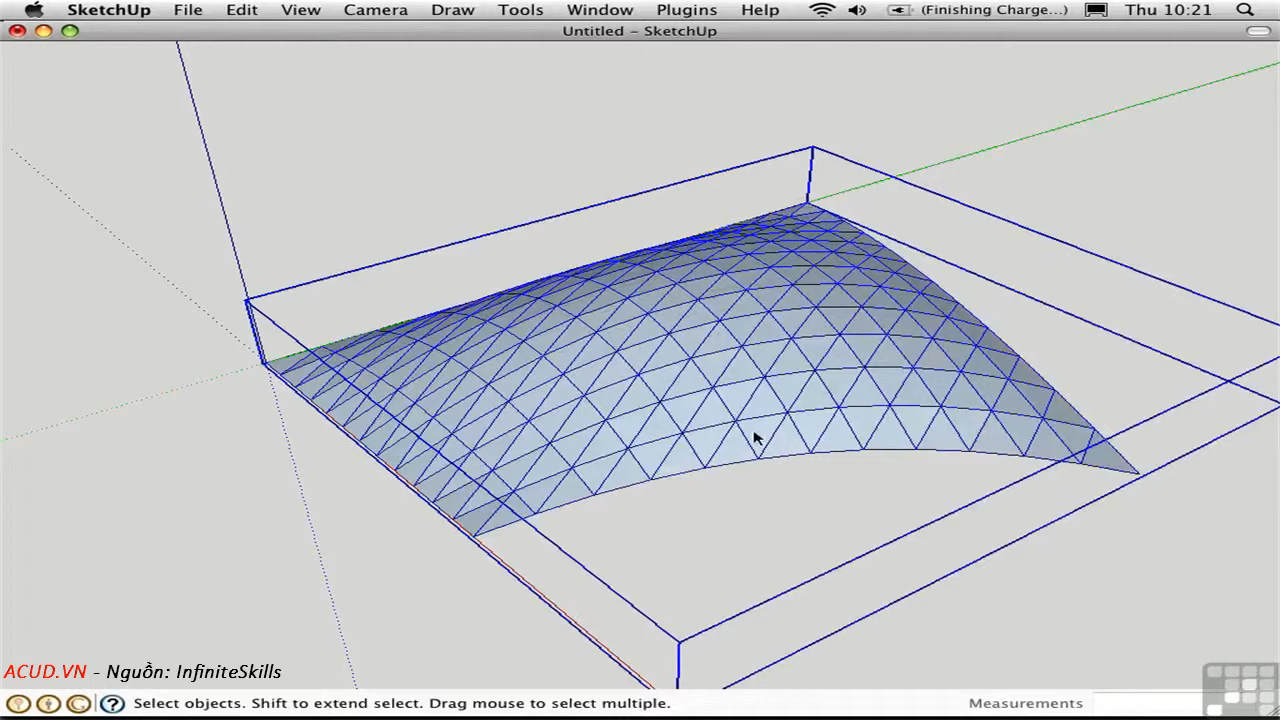 SketchUp File Edit View Camera Draw Tools Window Plugins Help (Finishing Charge...) Thu 10:21
Untitled – SketchUp
ACUD.VN - Nguồn: InfiniteSkills
Select objects. Shift to extend select. Drag mouse to select multiple. Measurements